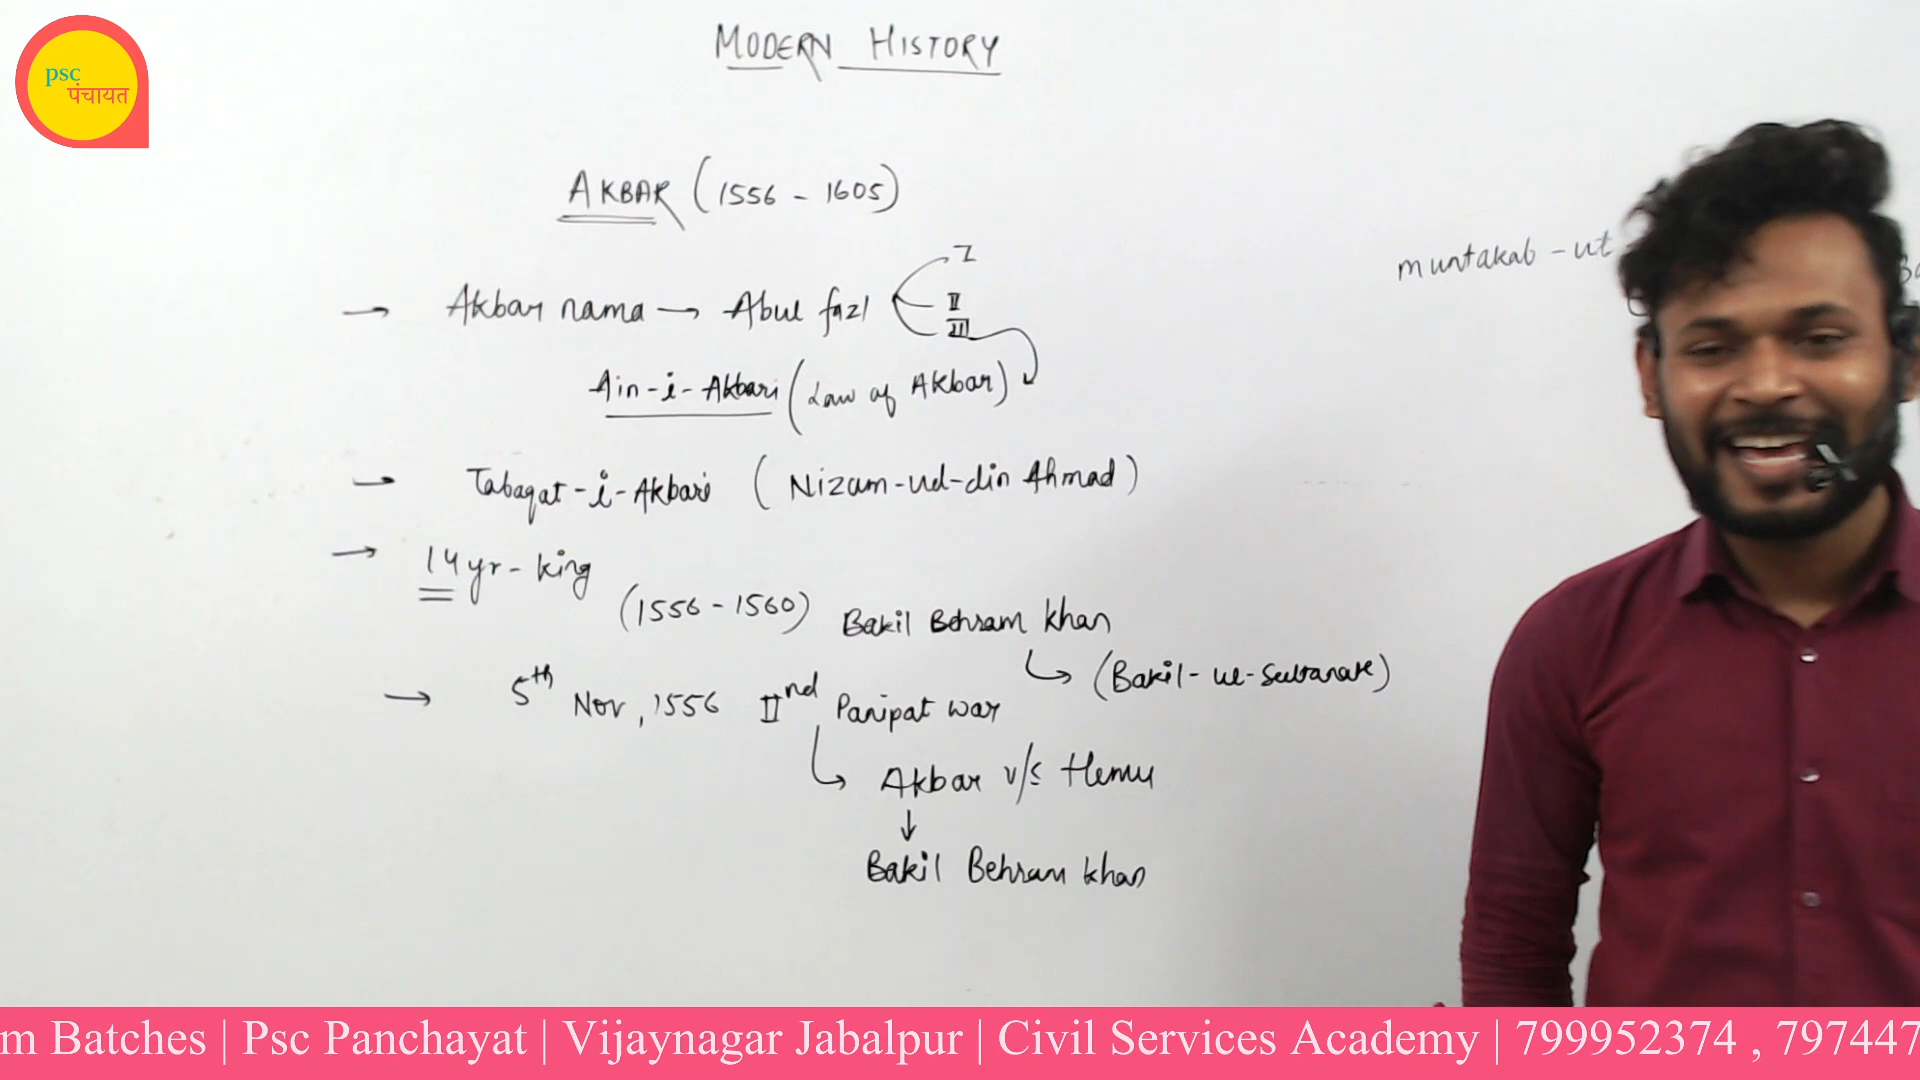 psc
पंचायत
MODERN HISTORY
AKBAR (1556 - 1605)
muntakab - ut
→ Akbar nama → Abul fazl
I
II
III
Ain-i-Akbari (Law of Akbar)
→ Tabaqat-i-Akbari (Nizam-ud-din Ahmad)
→ 14 yr - king
(1556 - 1560) Bakil Behram khan
(Bakil-ul-Sultanate)
→ 5th Nov, 1556 IInd Panipat war
Akbar v/s Hemu
↓
Bakil Behram khan
m Batches | Psc Panchayat | Vijaynagar Jabalpur | Civil Services Academy | 799952374 , 797447